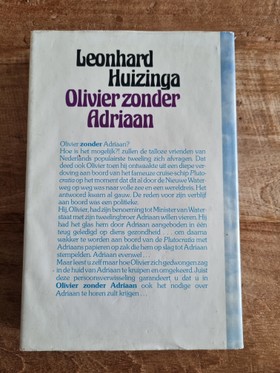 Leonhard
Huizinga
Olivier zonder
Adriaan
Olivier zonder Adriaan?
Hoe is het mogelijk?! zullen de talloze vrienden van
Nederlands populairste tweeling zich afvragen. Dat
deed ook Olivier toen hij ontwaakte uit een diepe ver-
doving aan boord van het fameuze cruise-schip Plato-
cratia op het moment dat dit al door de Nieuwe Water-
weg op weg was naar volle zee en een wereldreis. Het
antwoord kwam al gauw. De reden voor zijn verblijf
aan boord was een politieke.
Hij, Olivier, had zijn benoeming tot Minister van Water-
staat met zijn tweelingbroer Adriaan willen vieren. Hij
had het glas hem door Adriaan aangeboden in één
teug geledigd op diens gezondheid . . . om daarna
wakker te worden aan boord van de Platocratia met
Adriaans papieren op zak die hem op slag tot Adriaan
stempelden. Adriaan evenwel . . .
Maar leest u zelf maar hoe Olivier zich gedwongen zag
in de huid van Adriaan te kruipen en omgekeerd. Juist
deze persoonsverwisseling garandeert u dat u in
Olivier zonder Adriaan ook het nodige over
Adriaan te horen zult krijgen . . .